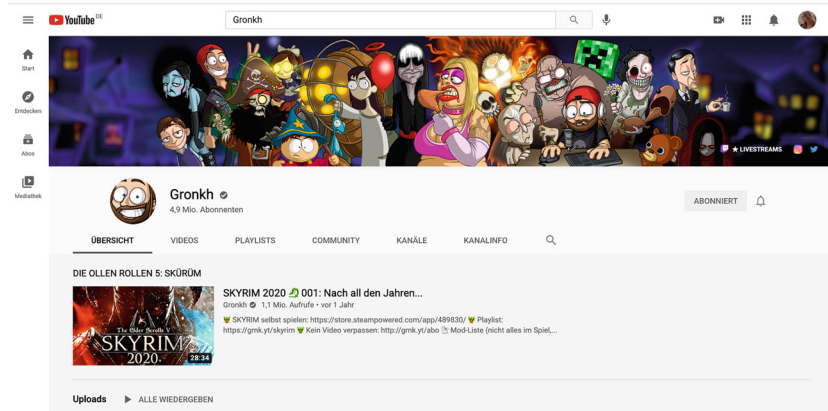 YouTube DE
Gronkh
Start
Entdecken
Abos
Mediathek
★ LIVESTREAMS
Gronkh
4,9 Mio. Abonnenten
ABONNIERT
ÜBERSICHT VIDEOS PLAYLISTS COMMUNITY KANÄLE KANALINFO
DIE OLLEN ROLLEN 5: SKÜRÜM
The Elder Scrolls V
SKYRIM
2020
28:34
SKYRIM 2020 🐉 001: Nach all den Jahren...
Gronkh 1,1 Mio. Aufrufe • vor 1 Jahr
SKYRIM selbst spielen: https://store.steampowered.com/app/489830/ Playlist:
https://grnk.yt/skyrim Kein Video verpassen: http://grnk.yt/abo Mod-Liste (nicht alles im Spiel,...
Uploads ALLE WIEDERGEBEN